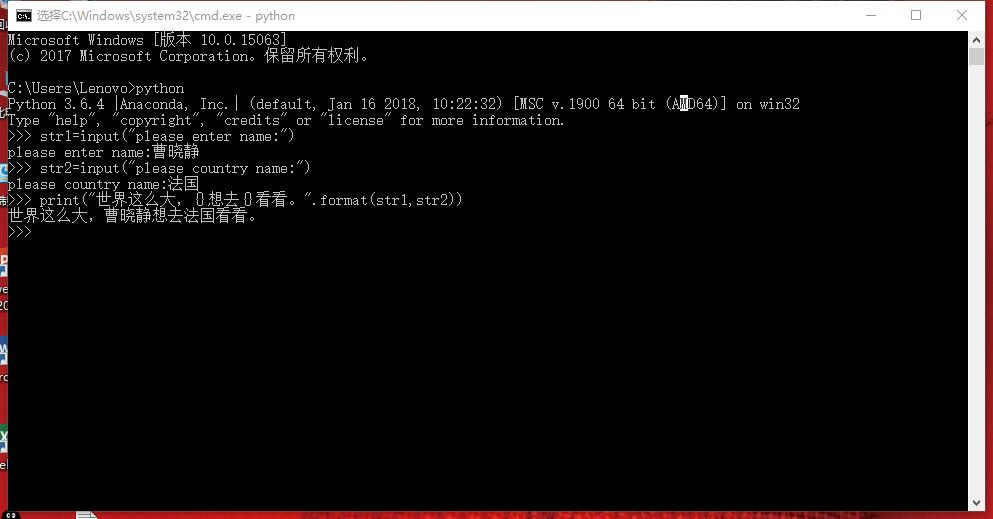 选择C:\Windows\system32\cmd.exe - python
Microsoft Windows [版本 10.0.15063]
(c) 2017 Microsoft Corporation。保留所有权利。
C:\Users\Lenovo>python
Python 3.6.4 |Anaconda, Inc.| (default, Jan 16 2018, 10:22:32) [MSC v.1900 64 bit (AMD64)] on win32
Type "help", "copyright", "credits" or "license" for more information.
>>> str1=input("please enter name:")
please enter name:曹晓静
>>> str2=input("please country name:")
please country name:法国
>>> print("世界这么大，{}想去{}看看。".format(str1,str2))
世界这么大，曹晓静想去法国看看。
>>>